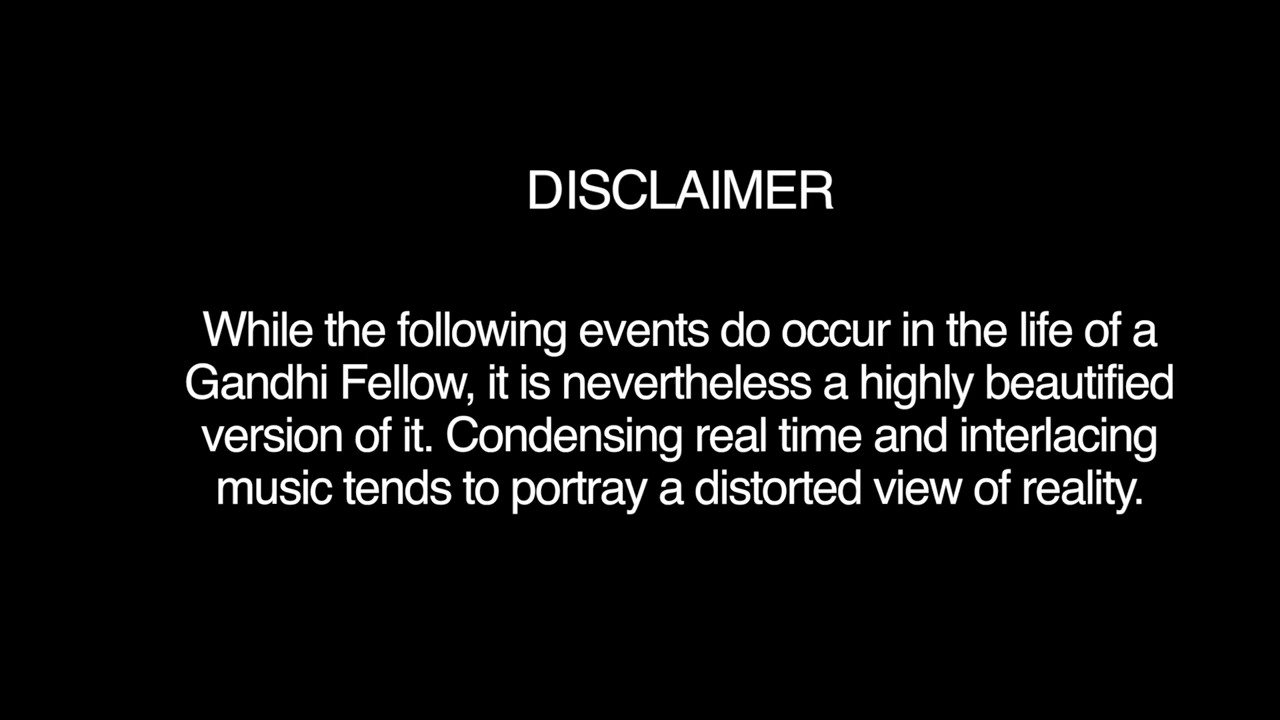 DISCLAIMER
While the following events do occur in the life of a
Gandhi Fellow, it is nevertheless a highly beautified
version of it. Condensing real time and interlacing
music tends to portray a distorted view of reality.